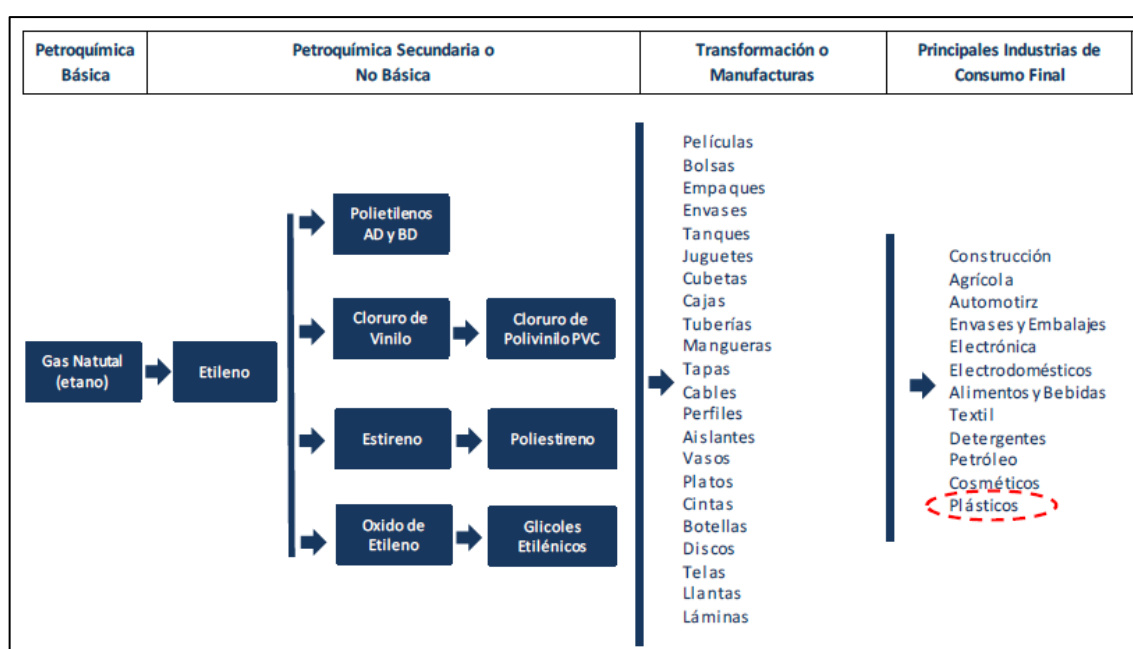 Petroquímica
Básica
Petroquímica Secundaria o
No Básica
Transformación o
Manufacturas
Principales Industrias de
Consumo Final
Gas Natutal
(etano)
Etileno
Polietilenos
AD y BD
Cloruro de
Vinilo
Cloruro de
Polivinilo PVC
Estireno
Poliestireno
Oxido de
Etileno
Glicoles
Etilénicos
Películas
Bolsas
Empaques
Envases
Tanques
Juguetes
Cubetas
Cajas
Tuberías
Mangueras
Tapas
Cables
Perfiles
Aislantes
Vasos
Platos
Cintas
Botellas
Discos
Telas
Llantas
Láminas
Construcción
Agrícola
Automotirz
Envases y Embalajes
Electrónica
Electrodomésticos
Alimentos y Bebidas
Textil
Detergentes
Petróleo
Cosméticos
Plásticos